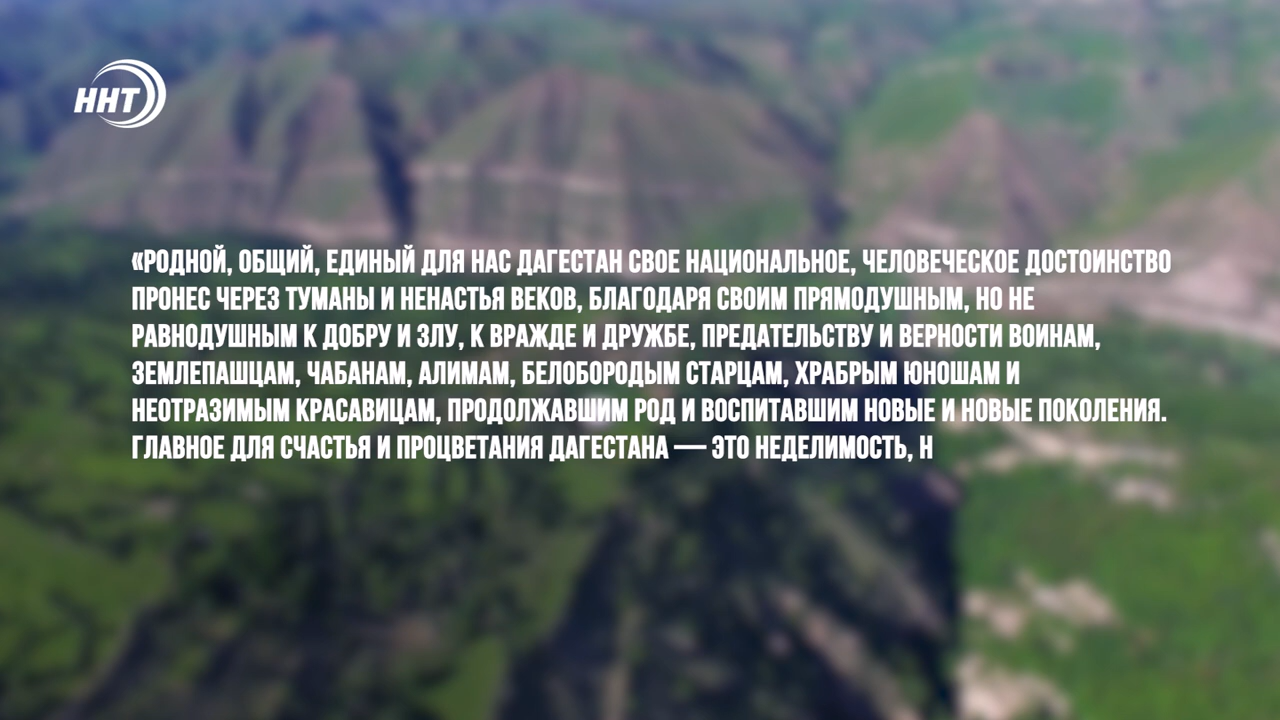 ННТ
«РОДНОЙ, ОБЩИЙ, ЕДИНЫЙ ДЛЯ НАС ДАГЕСТАН СВОЕ НАЦИОНАЛЬНОЕ, ЧЕЛОВЕЧЕСКОЕ ДОСТОИНСТВО
ПРОНЕС ЧЕРЕЗ ТУМАНЫ И НЕНАСТЬЯ ВЕКОВ, БЛАГОДАРЯ СВОИМ ПРЯМОДУШНЫМ, НО НЕ
РАВНОДУШНЫМ К ДОБРУ И ЗЛУ, К ВРАЖДЕ И ДРУЖБЕ, ПРЕДАТЕЛЬСТВУ И ВЕРНОСТИ ВОИНАМ,
ЗЕМЛЕПАШЦАМ, ЧАБАНАМ, АЛИМАМ, БЕЛОБОРОДЫМ СТАРЦАМ, ХРАБРЫМ ЮНОШАМ И
НЕОТРАЗИМЫМ КРАСАВИЦАМ, ПРОДОЛЖАВШИМ РОД И ВОСПИТАВШИМ НОВЫЕ И НОВЫЕ ПОКОЛЕНИЯ.
ГЛАВНОЕ ДЛЯ СЧАСТЬЯ И ПРОЦВЕТАНИЯ ДАГЕСТАНА — ЭТО НЕДЕЛИМОСТЬ, Н